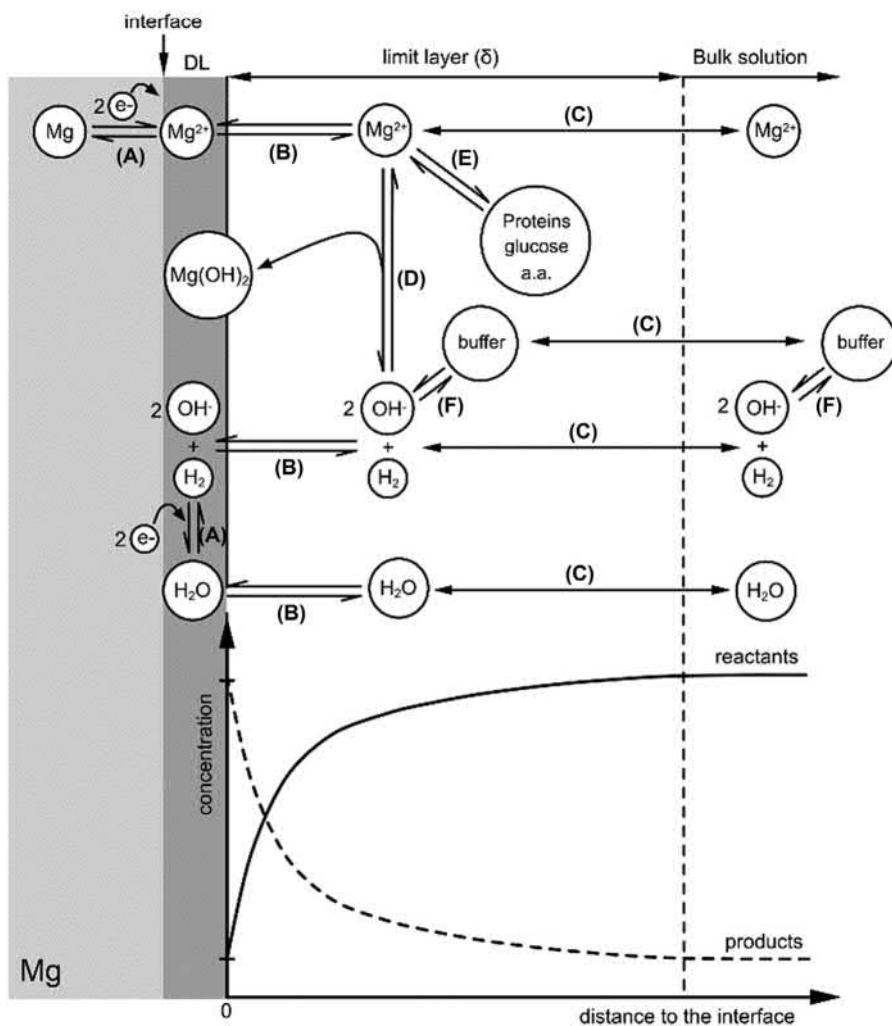 interface
DL
limit layer (δ)
Bulk solution
2 e-
Mg
Mg²⁺
Mg²⁺
(C)
Mg²⁺
(A)
(B)
(E)
Proteins
glucose
a.a.
Mg(OH)₂
(D)
(C)
buffer
buffer
(F)
(F)
2 OH-
2 OH-
2 OH-
+
+
+
(B)
(C)
H₂
H₂
H₂
2 e-
(A)
H₂O
H₂O
(C)
H₂O
(B)
reactants
concentration
products
Mg
0
distance to the interface